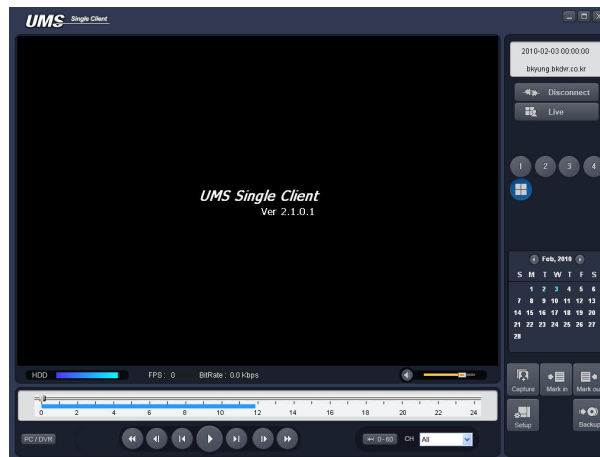 UMS Single Client
2010-02-03 00:00:00
bkyung.bkdvr.co.kr
Disconnect
Live
1 2 3 4
UMS Single Client
Ver 2.1.0.1
Feb, 2010
S M T W T F S
1 2 3 4 5 6
7 8 9 10 11 12 13
14 15 16 17 18 19 20
21 22 23 24 25 26 27
28
HDD FPS : 0 BitRate : 0.0 Kbps
Capture Mark in Mark out
0 2 4 6 8 10 12 14 16 18 20 22 24
Setup Backup
PC / DVR 0 - 60 CH All